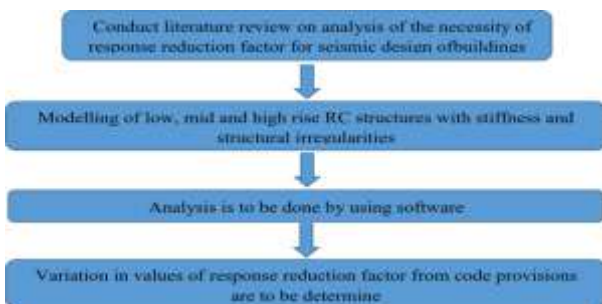 Conduct literature review on analysis of the necessity of
response reduction factor for seismic design ofbuildings
Modelling of low, mid and high rise RC structures with stiffness and
structural irregularities
Analysis is to be done by using software
Variation in values of response reduction factor from code provisions
are to be determine